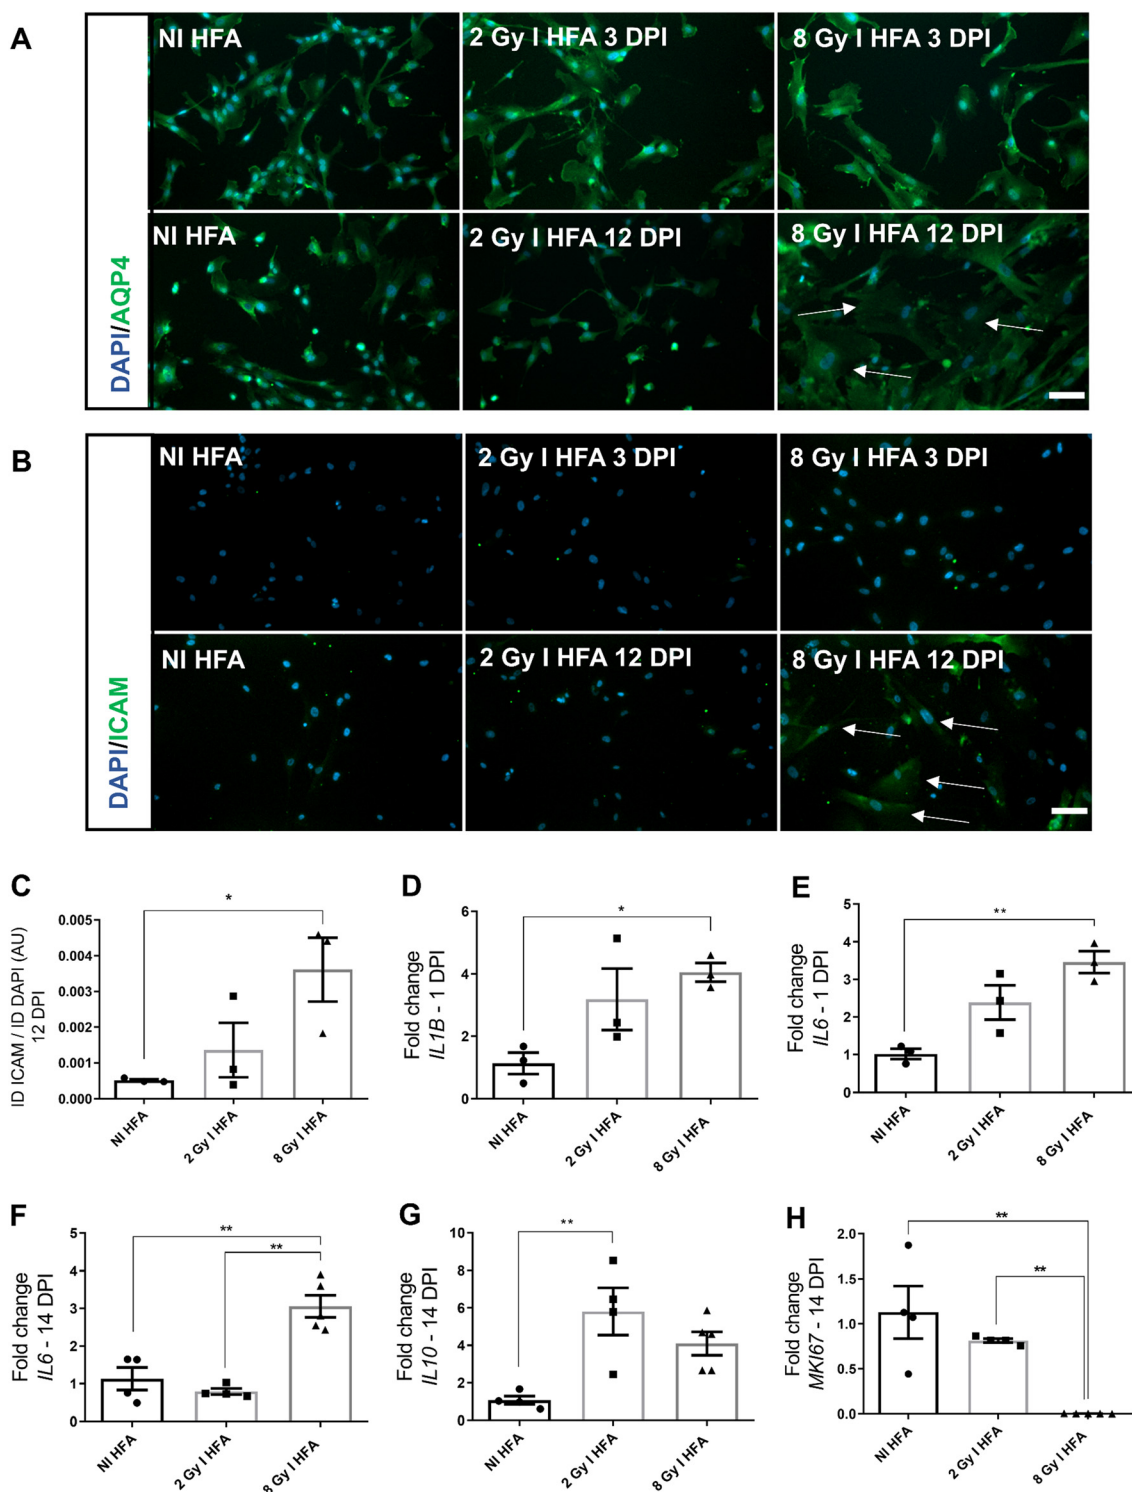 A
DAPI/AQP4
NI HFA
2 Gy I HFA 3 DPI
8 Gy I HFA 3 DPI
NI HFA
2 Gy I HFA 12 DPI
8 Gy I HFA 12 DPI
B
DAPI/ICAM
NI HFA
2 Gy I HFA 3 DPI
8 Gy I HFA 3 DPI
NI HFA
2 Gy I HFA 12 DPI
8 Gy I HFA 12 DPI
C
ID ICAM / ID DAPI (AU)
12 DPI
0.005
0.004
0.003
0.002
0.001
0.000
*
NI HFA
2 Gy I HFA
8 Gy I HFA
D
Fold change
IL1B - 1 DPI
6
4
2
0
*
NI HFA
2 Gy I HFA
8 Gy I HFA
E
Fold change
IL6 - 1 DPI
5
4
3
2
1
0
**
NI HFA
2 Gy I HFA
8 Gy I HFA
F
Fold change
IL6 - 14 DPI
5
4
3
2
1
0
**
**
NI HFA
2 Gy I HFA
8 Gy I HFA
G
Fold change
IL10 - 14 DPI
10
8
6
4
2
0
**
NI HFA
2 Gy I HFA
8 Gy I HFA
H
Fold change
MKI67 - 14 DPI
2.0
1.5
1.0
0.5
0.0
**
**
NI HFA
2 Gy I HFA
8 Gy I HFA